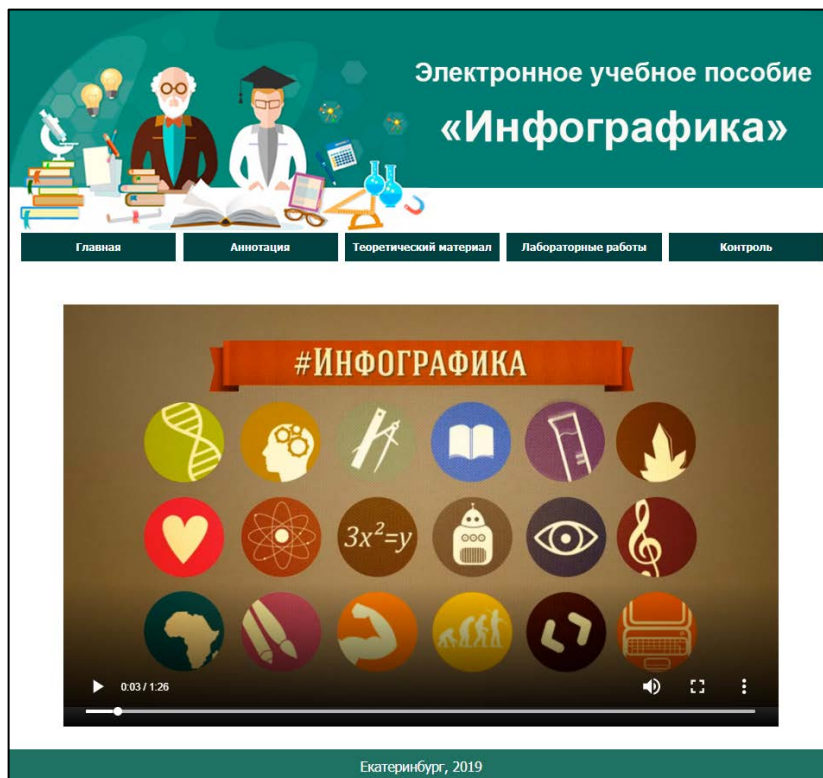 Электронное учебное пособие
«Инфографика»
Главная
Аннотация
Теоретический материал
Лабораторные работы
Контроль
#ИНФОГРАФИКА
3x²=y
0:03 / 1:26
Екатеринбург, 2019